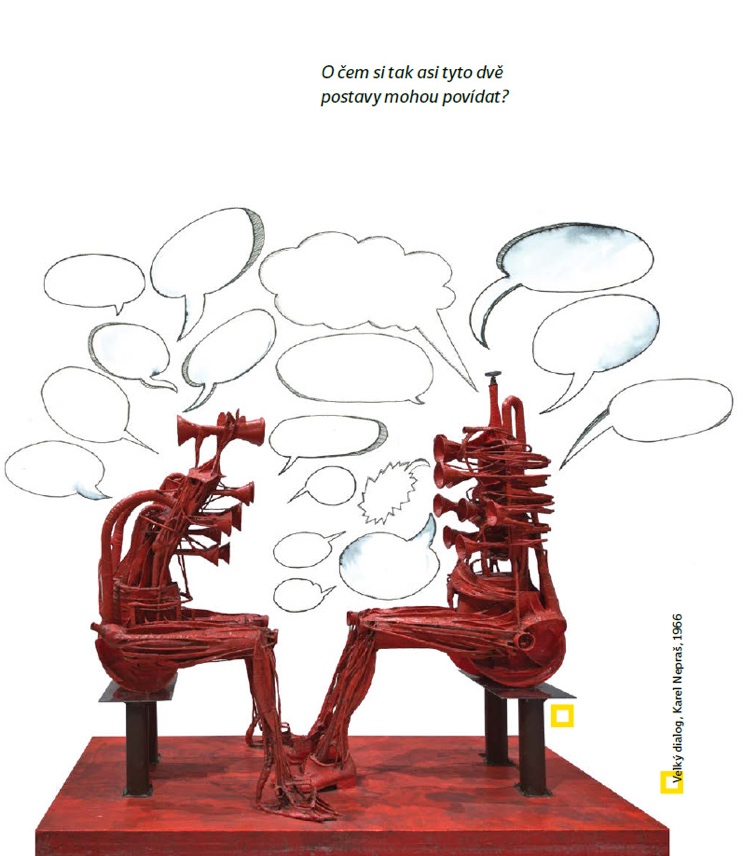 O čem si tak asi tyto dvě
postavy mohou povídat?
Velký dialog, Karel Nepraš, 1966